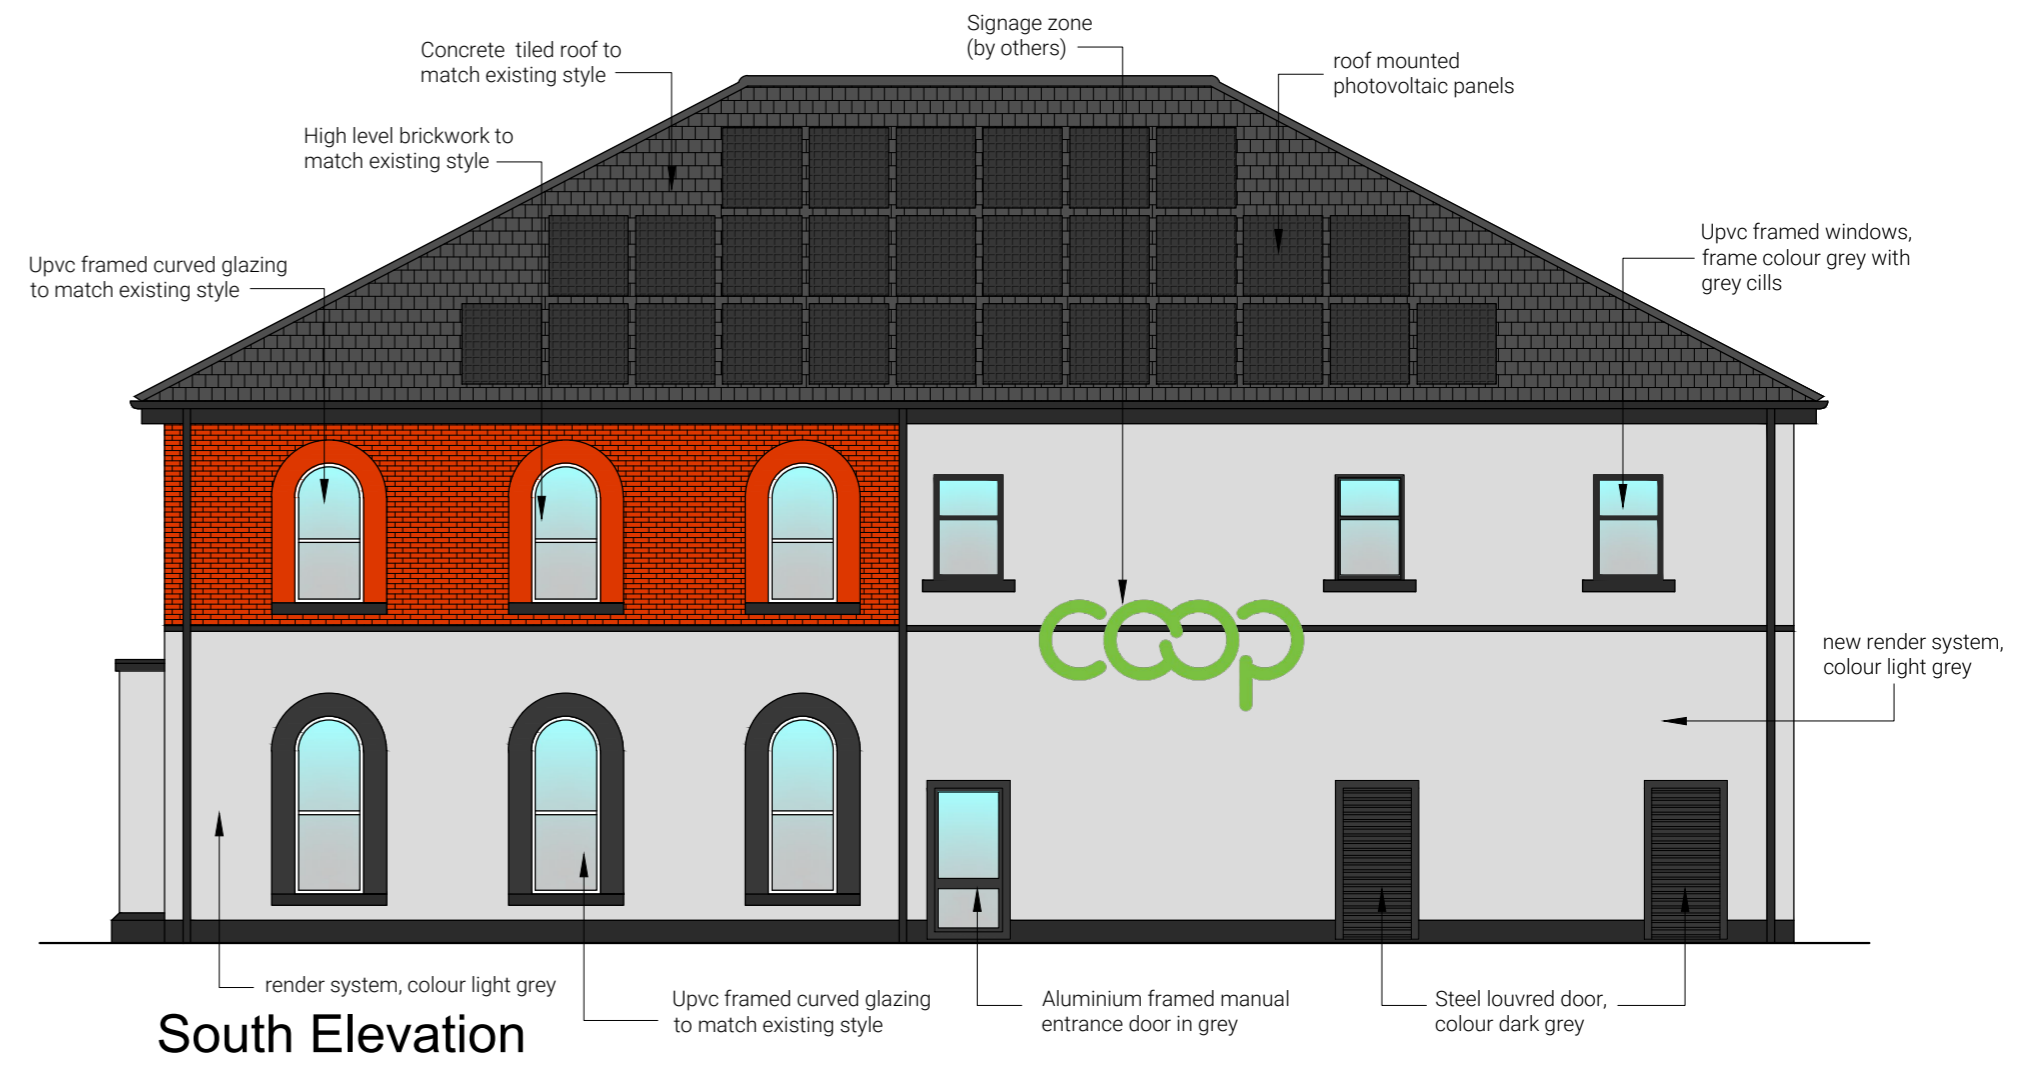 Signage zone
(by others)
Concrete tiled roof to
match existing style
roof mounted
photovoltaic panels
High level brickwork to
match existing style
Upvc framed curved glazing
to match existing style
Upvc framed windows,
frame colour grey with
grey cills
coop
new render system,
colour light grey
render system, colour light grey
Upvc framed curved glazing
to match existing style
Aluminium framed manual
entrance door in grey
Steel louvred door,
colour dark grey
South Elevation